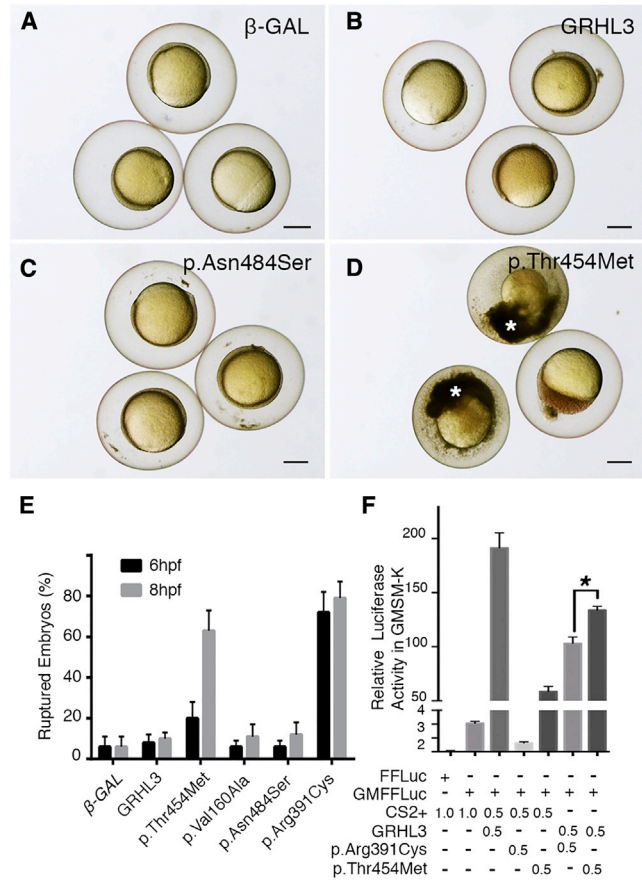 A β-GAL
B GRHL3
C p.Asn484Ser
D p.Thr454Met
*
*
E
Ruptured Embryos (%)
80
60
40
20
0
6hpf
8hpf
β-GAL
GRHL3
p.Thr454Met
p.Val160Ala
p.Asn484Ser
p.Arg391Cys
F
Relative Luciferase
Activity in GMSM-K
200
150
100
50
4
3
2
*
FFLuc + - - - - - -
GMFFLuc - + + + + + +
CS2+ 1.0 1.0 0.5 0.5 0.5 - -
GRHL3 - - 0.5 - - 0.5 0.5
p.Arg391Cys - - - 0.5 - 0.5 -
p.Thr454Met - - - - 0.5 - 0.5